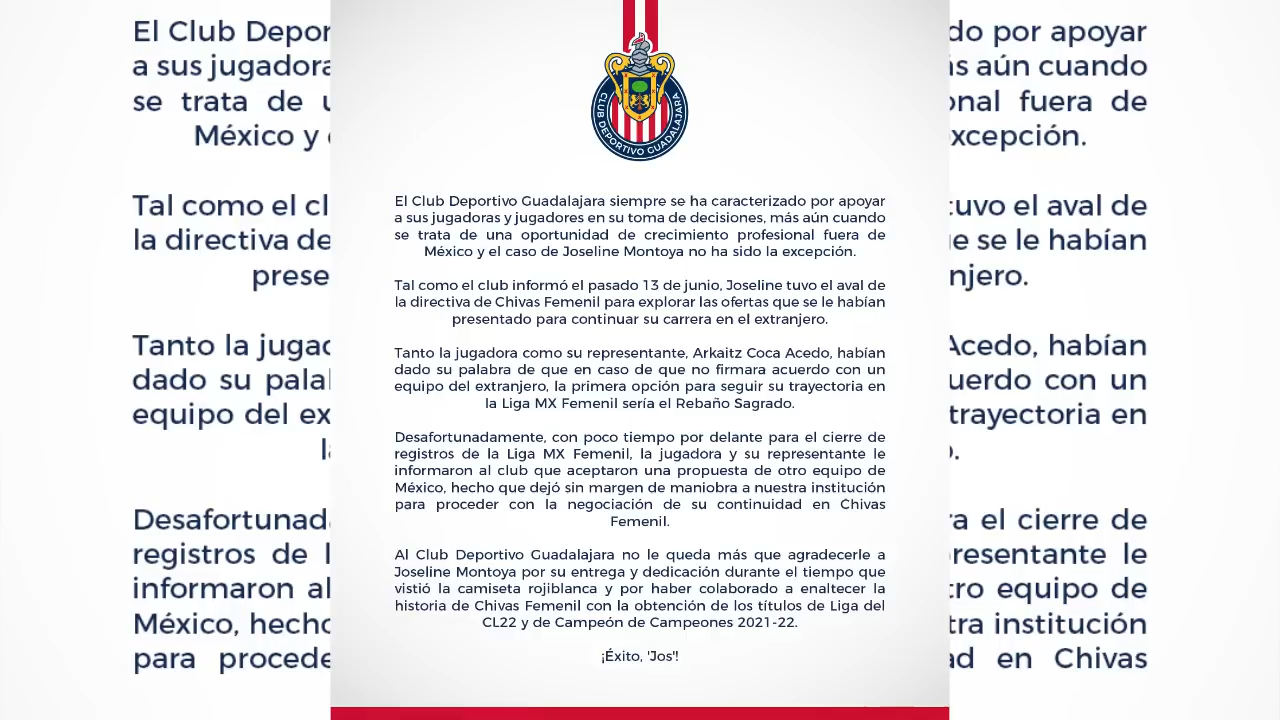 CLUB DEPORTIVO GUADALAJARA
El Club Deportivo Guadalajara siempre se ha caracterizado por apoyar
a sus jugadoras y jugadores en su toma de decisiones, más aún cuando
se trata de una oportunidad de crecimiento profesional fuera de
México y el caso de Joseline Montoya no ha sido la excepción.
Tal como el club informó el pasado 13 de junio, Joseline tuvo el aval de
la directiva de Chivas Femenil para explorar las ofertas que se le habían
presentado para continuar su carrera en el extranjero.
Tanto la jugadora como su representante, Arkaitz Coca Acedo, habían
dado su palabra de que en caso de que no firmara acuerdo con un
equipo del extranjero, la primera opción para seguir su trayectoria en
la Liga MX Femenil sería el Rebaño Sagrado.
Desafortunadamente, con poco tiempo por delante para el cierre de
registros de la Liga MX Femenil, la jugadora y su representante le
informaron al club que aceptaron una propuesta de otro equipo de
México, hecho que dejó sin margen de maniobra a nuestra institución
para proceder con la negociación de su continuidad en Chivas
Femenil.
Al Club Deportivo Guadalajara no le queda más que agradecerle a
Joseline Montoya por su entrega y dedicación durante el tiempo que
vistió la camiseta rojiblanca y por haber colaborado a enaltecer la
historia de Chivas Femenil con la obtención de los títulos de Liga del
CL22 y de Campeón de Campeones 2021-22.
¡Éxito, 'Jos'!